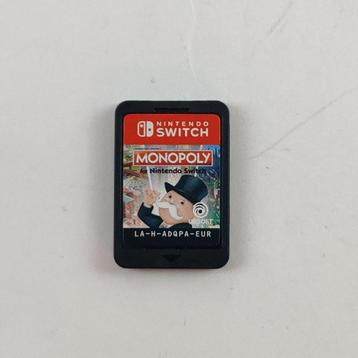 NINTENDO
SWITCH
MONOPOLY
for Nintendo Switch
LA-H-ADQPA-EUR